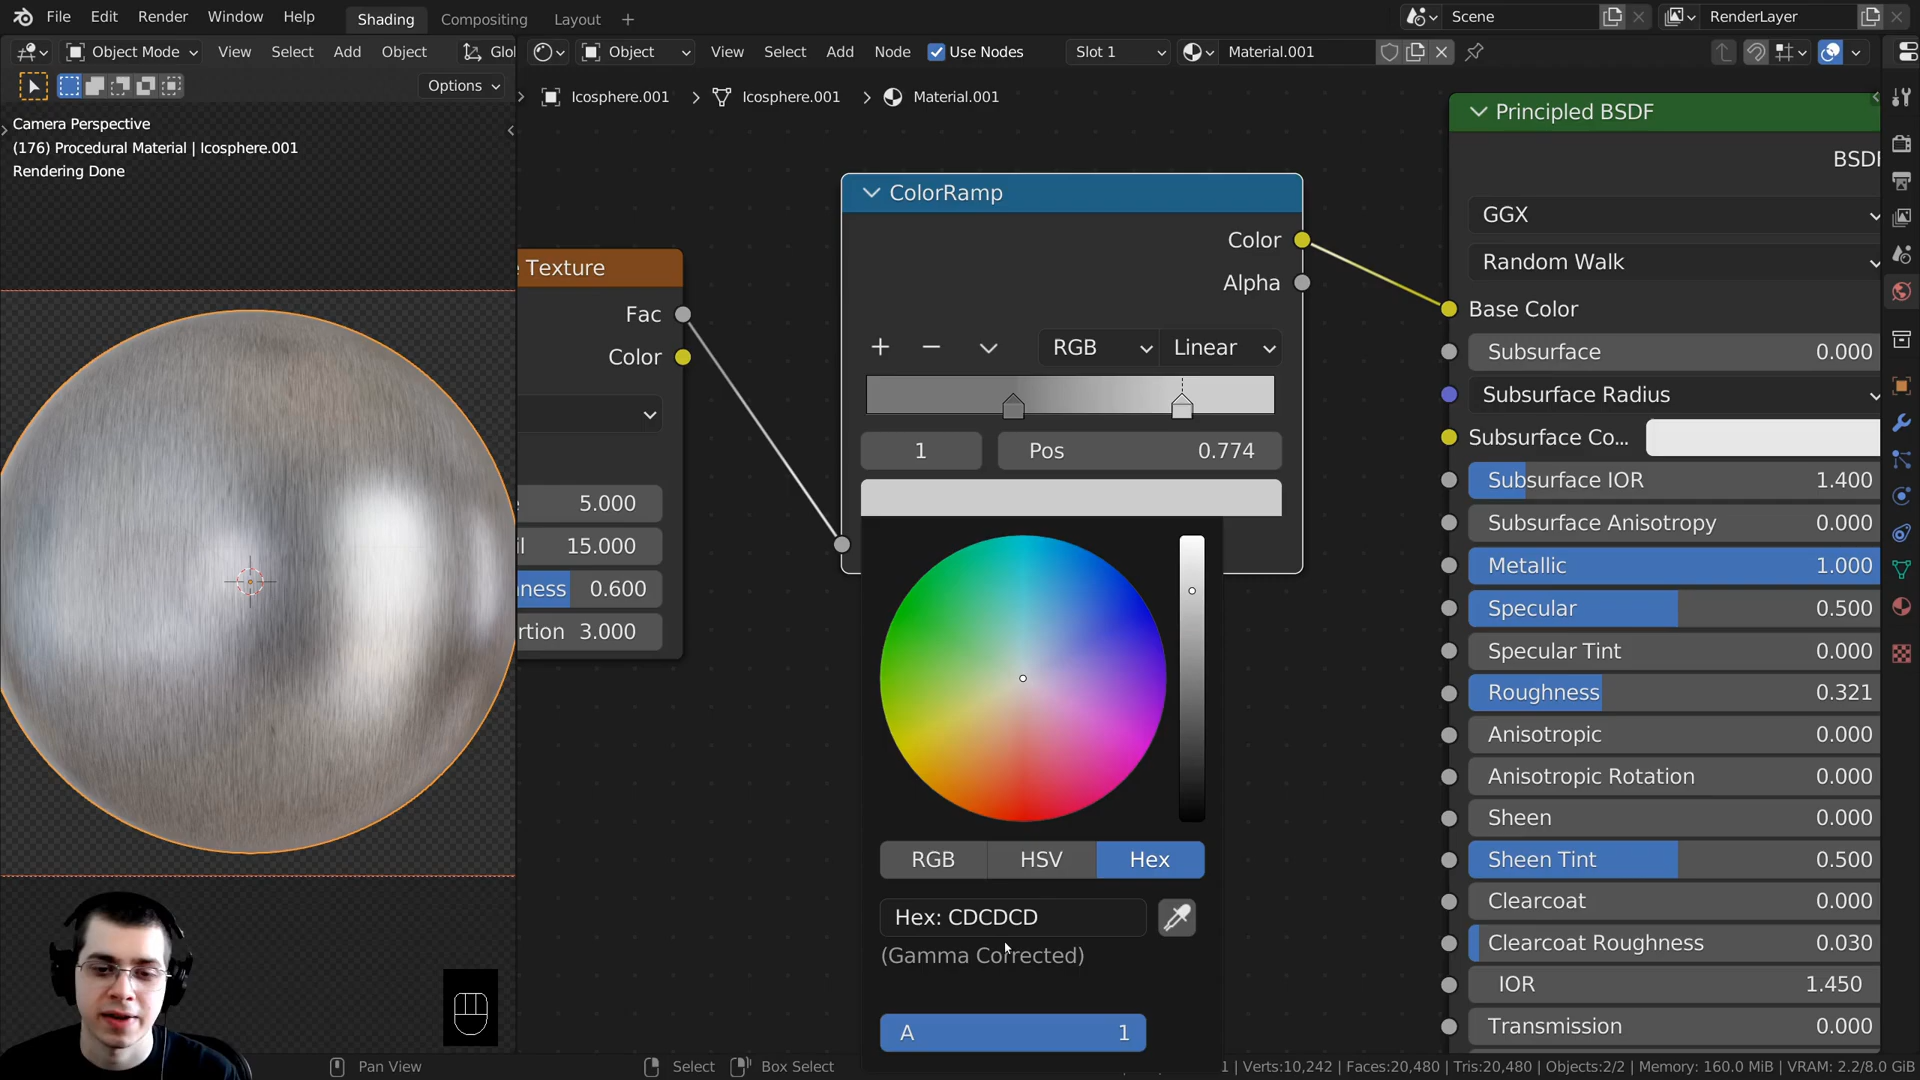 File Edit Render Window Help Shading Compositing Layout + Scene RenderLayer
Object Mode View Select Add Object Glo Object View Select Add Node Use Nodes Slot 1 Material.001
Options
Icosphere.001 > Icosphere.001 > Material.001
Camera Perspective
(176) Procedural Material | Icosphere.001
Rendering Done
Texture
Fac
Color
5.000
il 15.000
ness 0.600
rtion 3.000
ColorRamp
Color
Alpha
RGB Linear
1 Pos 0.774
RGB HSV Hex
Hex: CDCDCD
(Gamma Corrected)
A 1
Principled BSDF
BSDF
GGX
Random Walk
Base Color
Subsurface 0.000
Subsurface Radius
Subsurface Co...
Subsurface IOR 1.400
Subsurface Anisotropy 0.000
Metallic 1.000
Specular 0.500
Specular Tint 0.000
Roughness 0.321
Anisotropic 0.000
Anisotropic Rotation 0.000
Sheen 0.000
Sheen Tint 0.500
Clearcoat 0.000
Clearcoat Roughness 0.030
IOR 1.450
Transmission 0.000
Pan View Select Box Select 1 | Verts:10,242 | Faces:20,480 | Tris:20,480 | Objects:2/2 | Memory: 160.0 MiB | VRAM: 2.2/8.0 GiB